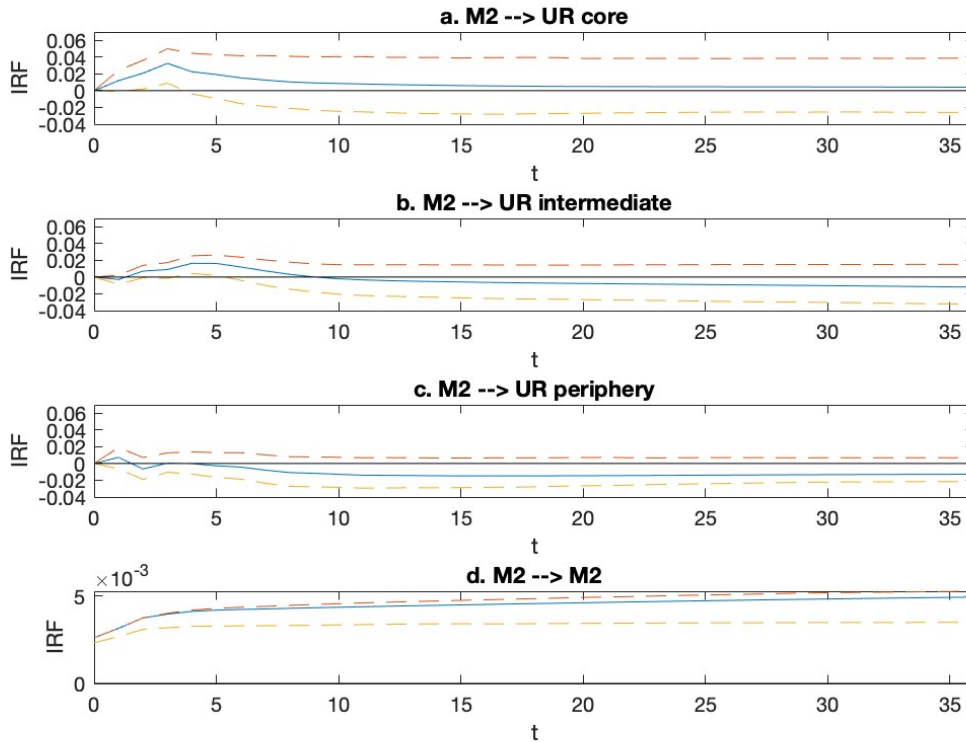 a. M2 --> UR core
0.06
0.04
0.02
0
-0.02
-0.04
IRF
0 5 10 15 20 25 30 35
t
b. M2 --> UR intermediate
0.06
0.04
0.02
0
-0.02
-0.04
IRF
0 5 10 15 20 25 30 35
t
c. M2 --> UR periphery
0.06
0.04
0.02
0
-0.02
-0.04
IRF
0 5 10 15 20 25 30 35
t
×10⁻³
d. M2 --> M2
5
0
IRF
0 5 10 15 20 25 30 35
t